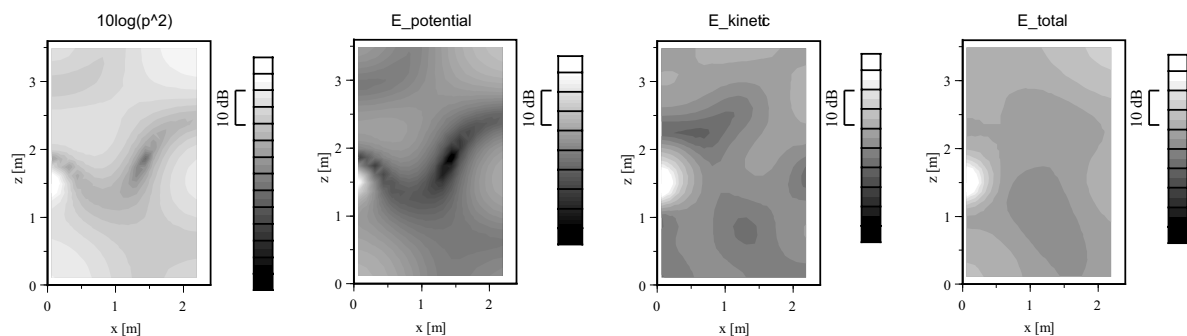 10log(p^2)
3
2
1
0
z [m]
0 1 2
x [m]
10 dB
E_potential
3
2
1
0
z [m]
0 1 2
x [m]
10 dB
E_kinetic
3
2
1
0
z [m]
0 1 2
x [m]
10 dB
E_total
3
2
1
0
z [m]
0 1 2
x [m]
10 dB